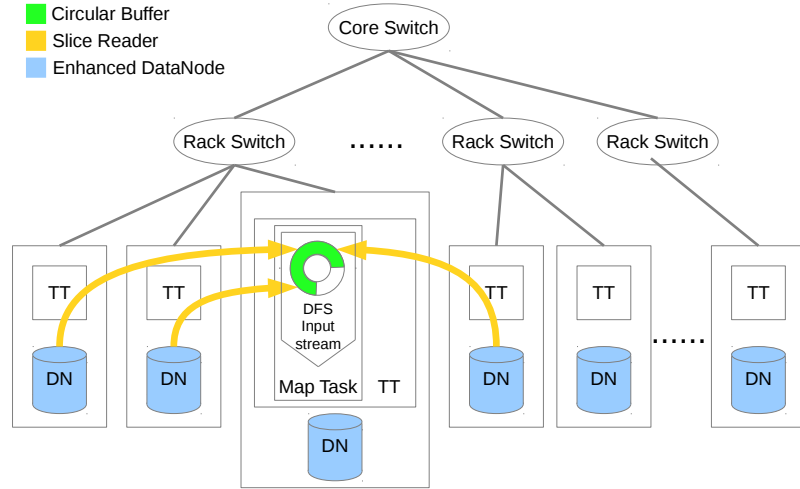 Circular Buffer
Slice Reader
Enhanced DataNode
Core Switch
Rack Switch
......
Rack Switch
Rack Switch
TT
TT
DFS
Input
stream
TT
TT
TT
......
DN
DN
Map Task
TT
DN
DN
DN
DN